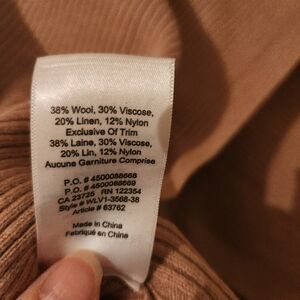 38% Wool, 30% Viscose,
20% Linen, 12% Nylon
Exclusive Of Trim
38% Laine, 30% Viscose,
20% Lin, 12% Nylon
Aucune Garniture Comprise
P.O. # 4500088668
P.O. # 4500088669
CA 23725 RN 122354
Style # WLV1-3568-38
Article # 63762
Made in China
Fabriqué en Chine